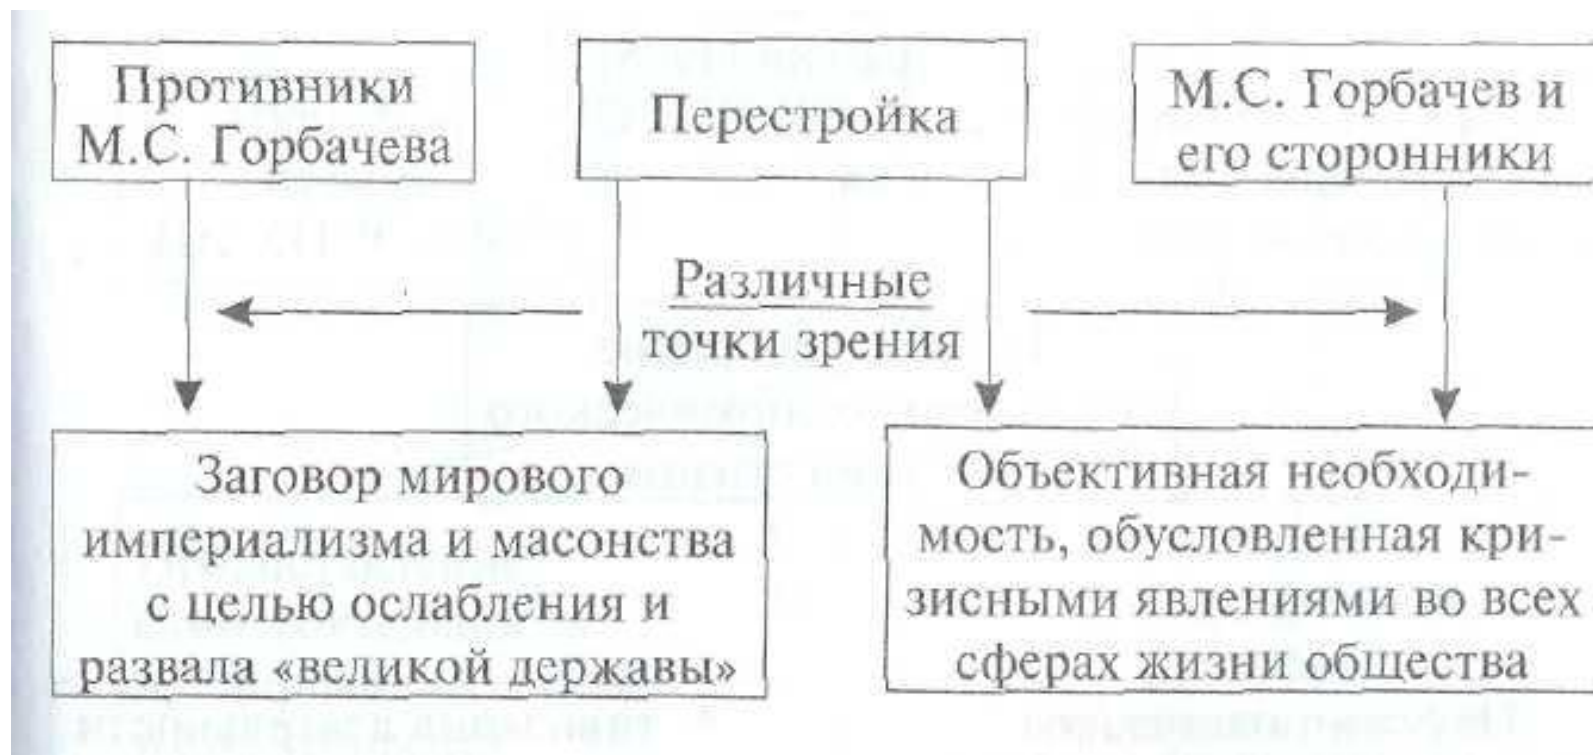 Противники
М.С. Горбачева
Перестройка
М.С. Горбачев и
его сторонники
Различные
точки зрения
Заговор мирового
империализма и масонства
с целью ослабления и
развала «великой державы»
Объективная необходи-
мость, обусловленная кри-
зисными явлениями во всех
сферах жизни общества